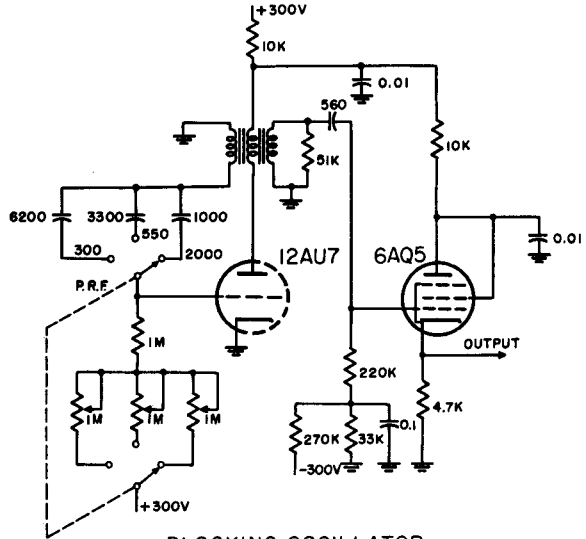 +300V
10K
0.01
560
10K
51K
6200
3300
1000
550
300
2000
0.01
P.R.F.
12AU7
6AQ5
OUTPUT
1M
220K
4.7K
1M
1M
1M
270K
33K
0.1
-300V
+300V
BLOCKING OSCILLATOR